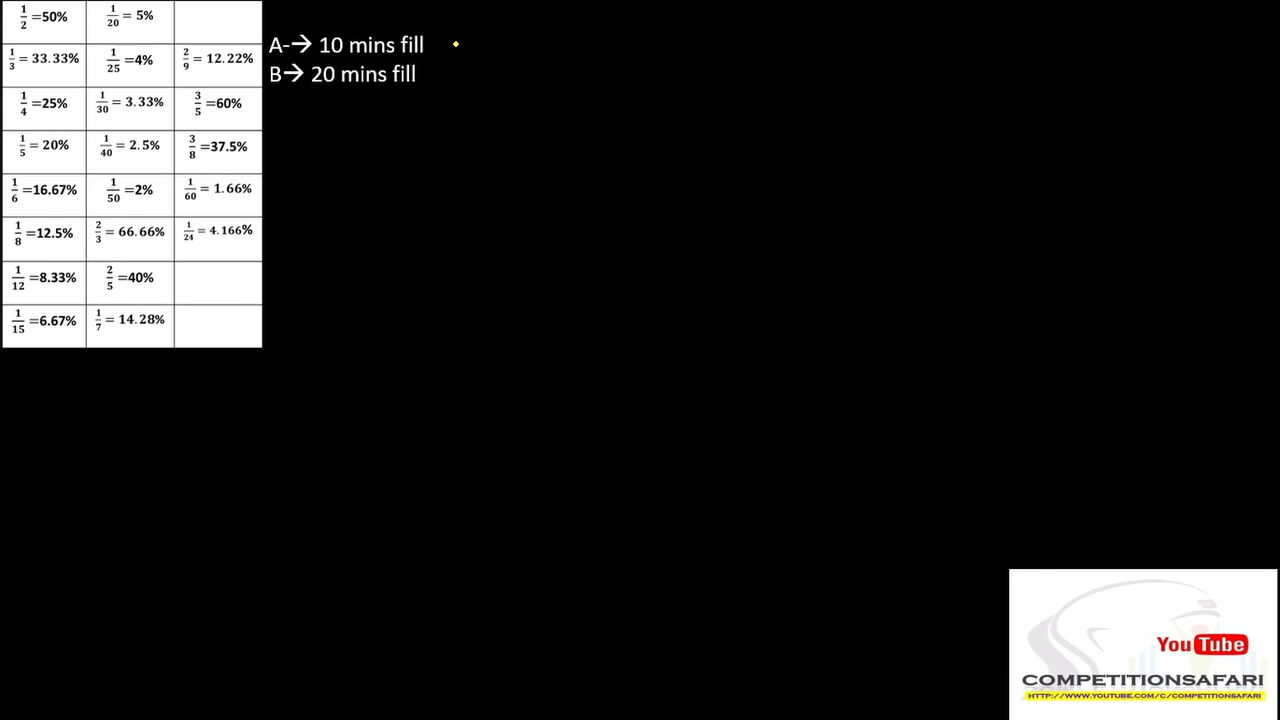 1/2 =50%
1/20 = 5%
1/3 = 33.33%
1/25 =4%
2/9 = 12.22%
1/4 =25%
1/30 = 3.33%
3/5 =60%
1/5 = 20%
1/40 = 2.5%
3/8 =37.5%
1/6 =16.67%
1/50 =2%
1/60 = 1.66%
1/8 =12.5%
2/3 = 66.66%
1/24 = 4.166%
1/12 =8.33%
2/5 =40%
1/15 =6.67%
1/7 = 14.28%
A-→ 10 mins fill
B→ 20 mins fill
YouTube
COMPETITIONSAFARI
HTTP://WWW.YOUTUBE.COM/C/COMPETITIONSAFARI